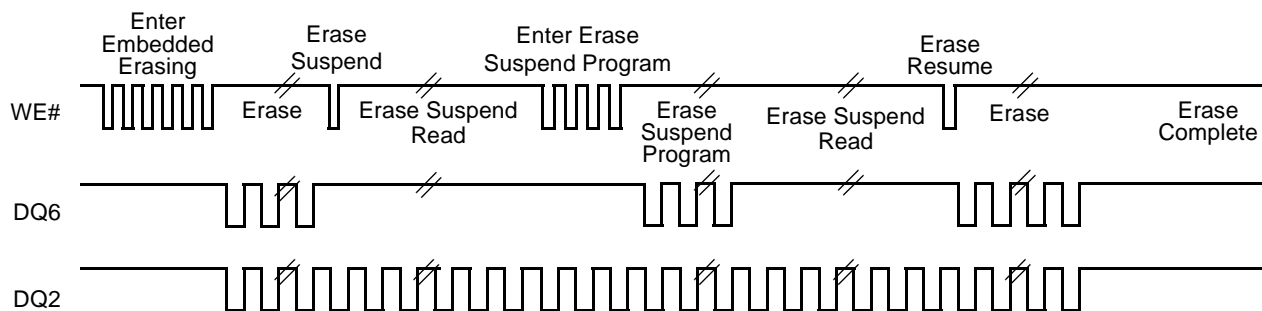 Enter
Embedded
Erasing
Erase
Suspend
Enter Erase
Suspend Program
Erase
Resume
WE#
Erase
Erase Suspend
Read
Erase
Suspend
Program
Erase Suspend
Read
Erase
Erase
Complete
DQ6
DQ2